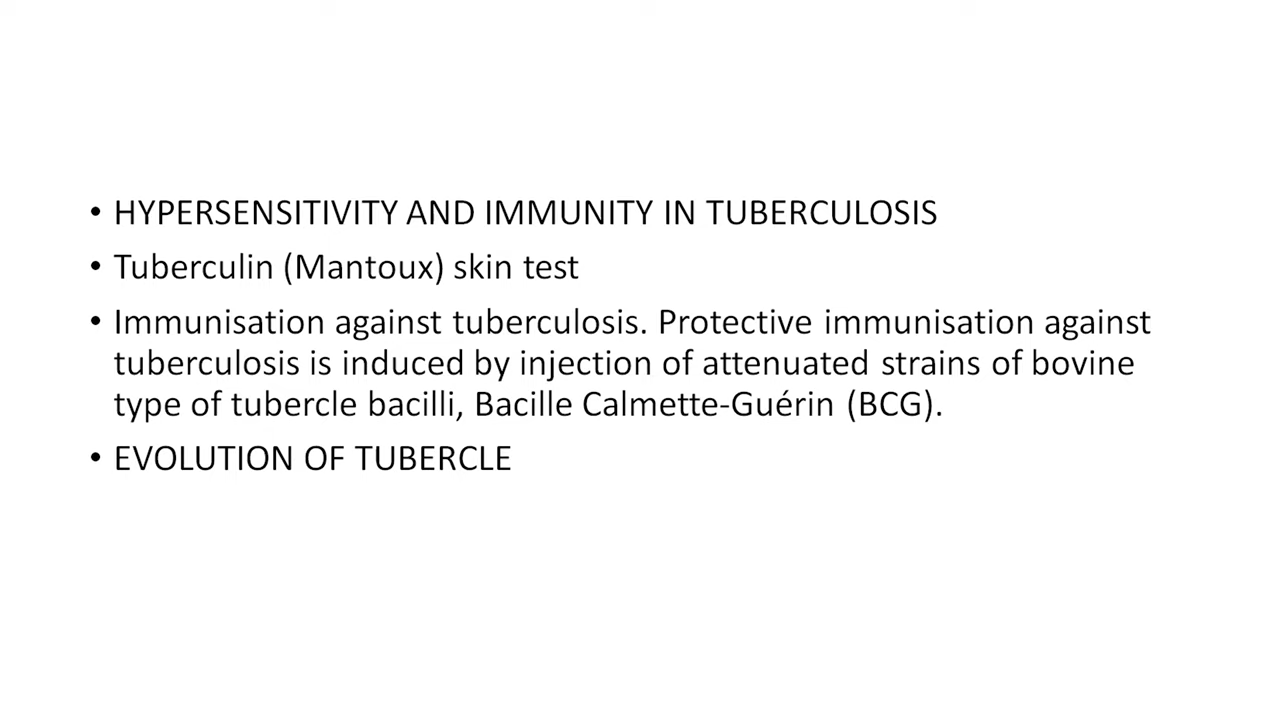 • HYPERSENSITIVITY AND IMMUNITY IN TUBERCULOSIS
• Tuberculin (Mantoux) skin test
• Immunisation against tuberculosis. Protective immunisation against
tuberculosis is induced by injection of attenuated strains of bovine
type of tubercle bacilli, Bacille Calmette-Guérin (BCG).
• EVOLUTION OF TUBERCLE